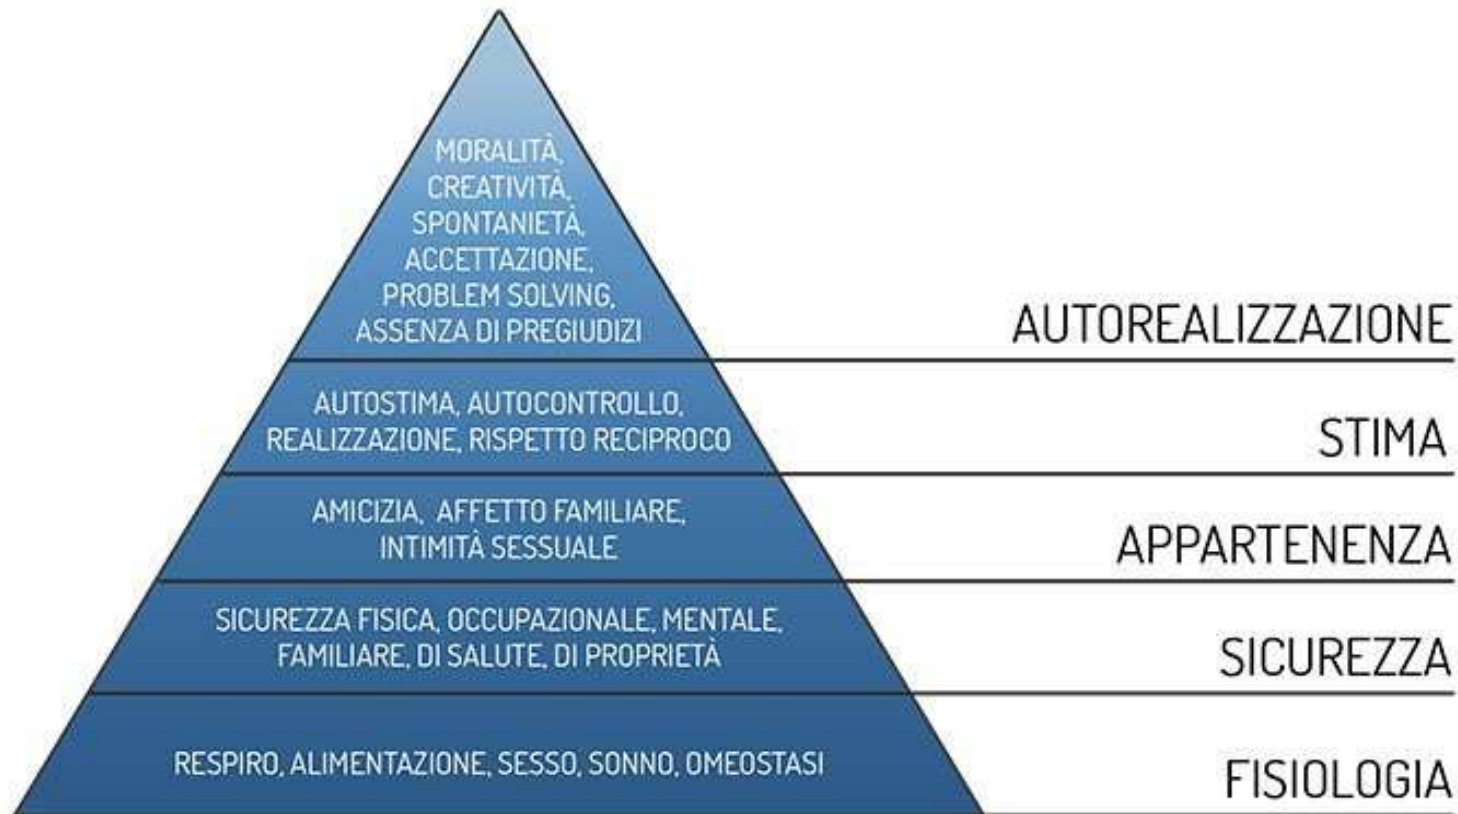 MORALITÀ,
CREATIVITÀ,
SPONTANIETÀ,
ACCETTAZIONE,
PROBLEM SOLVING,
ASSENZA DI PREGIUDIZI
AUTOREALIZZAZIONE
AUTOSTIMA, AUTOCONTROLLO,
REALIZZAZIONE, RISPETTO RECIPROCO
STIMA
AMICIZIA, AFFETTO FAMILIARE,
INTIMITÀ SESSUALE
APPARTENENZA
SICUREZZA FISICA, OCCUPAZIONALE, MENTALE,
FAMILIARE, DI SALUTE, DI PROPRIETÀ
SICUREZZA
RESPIRO, ALIMENTAZIONE, SESSO, SONNO, OMEOSTASI
FISIOLOGIA